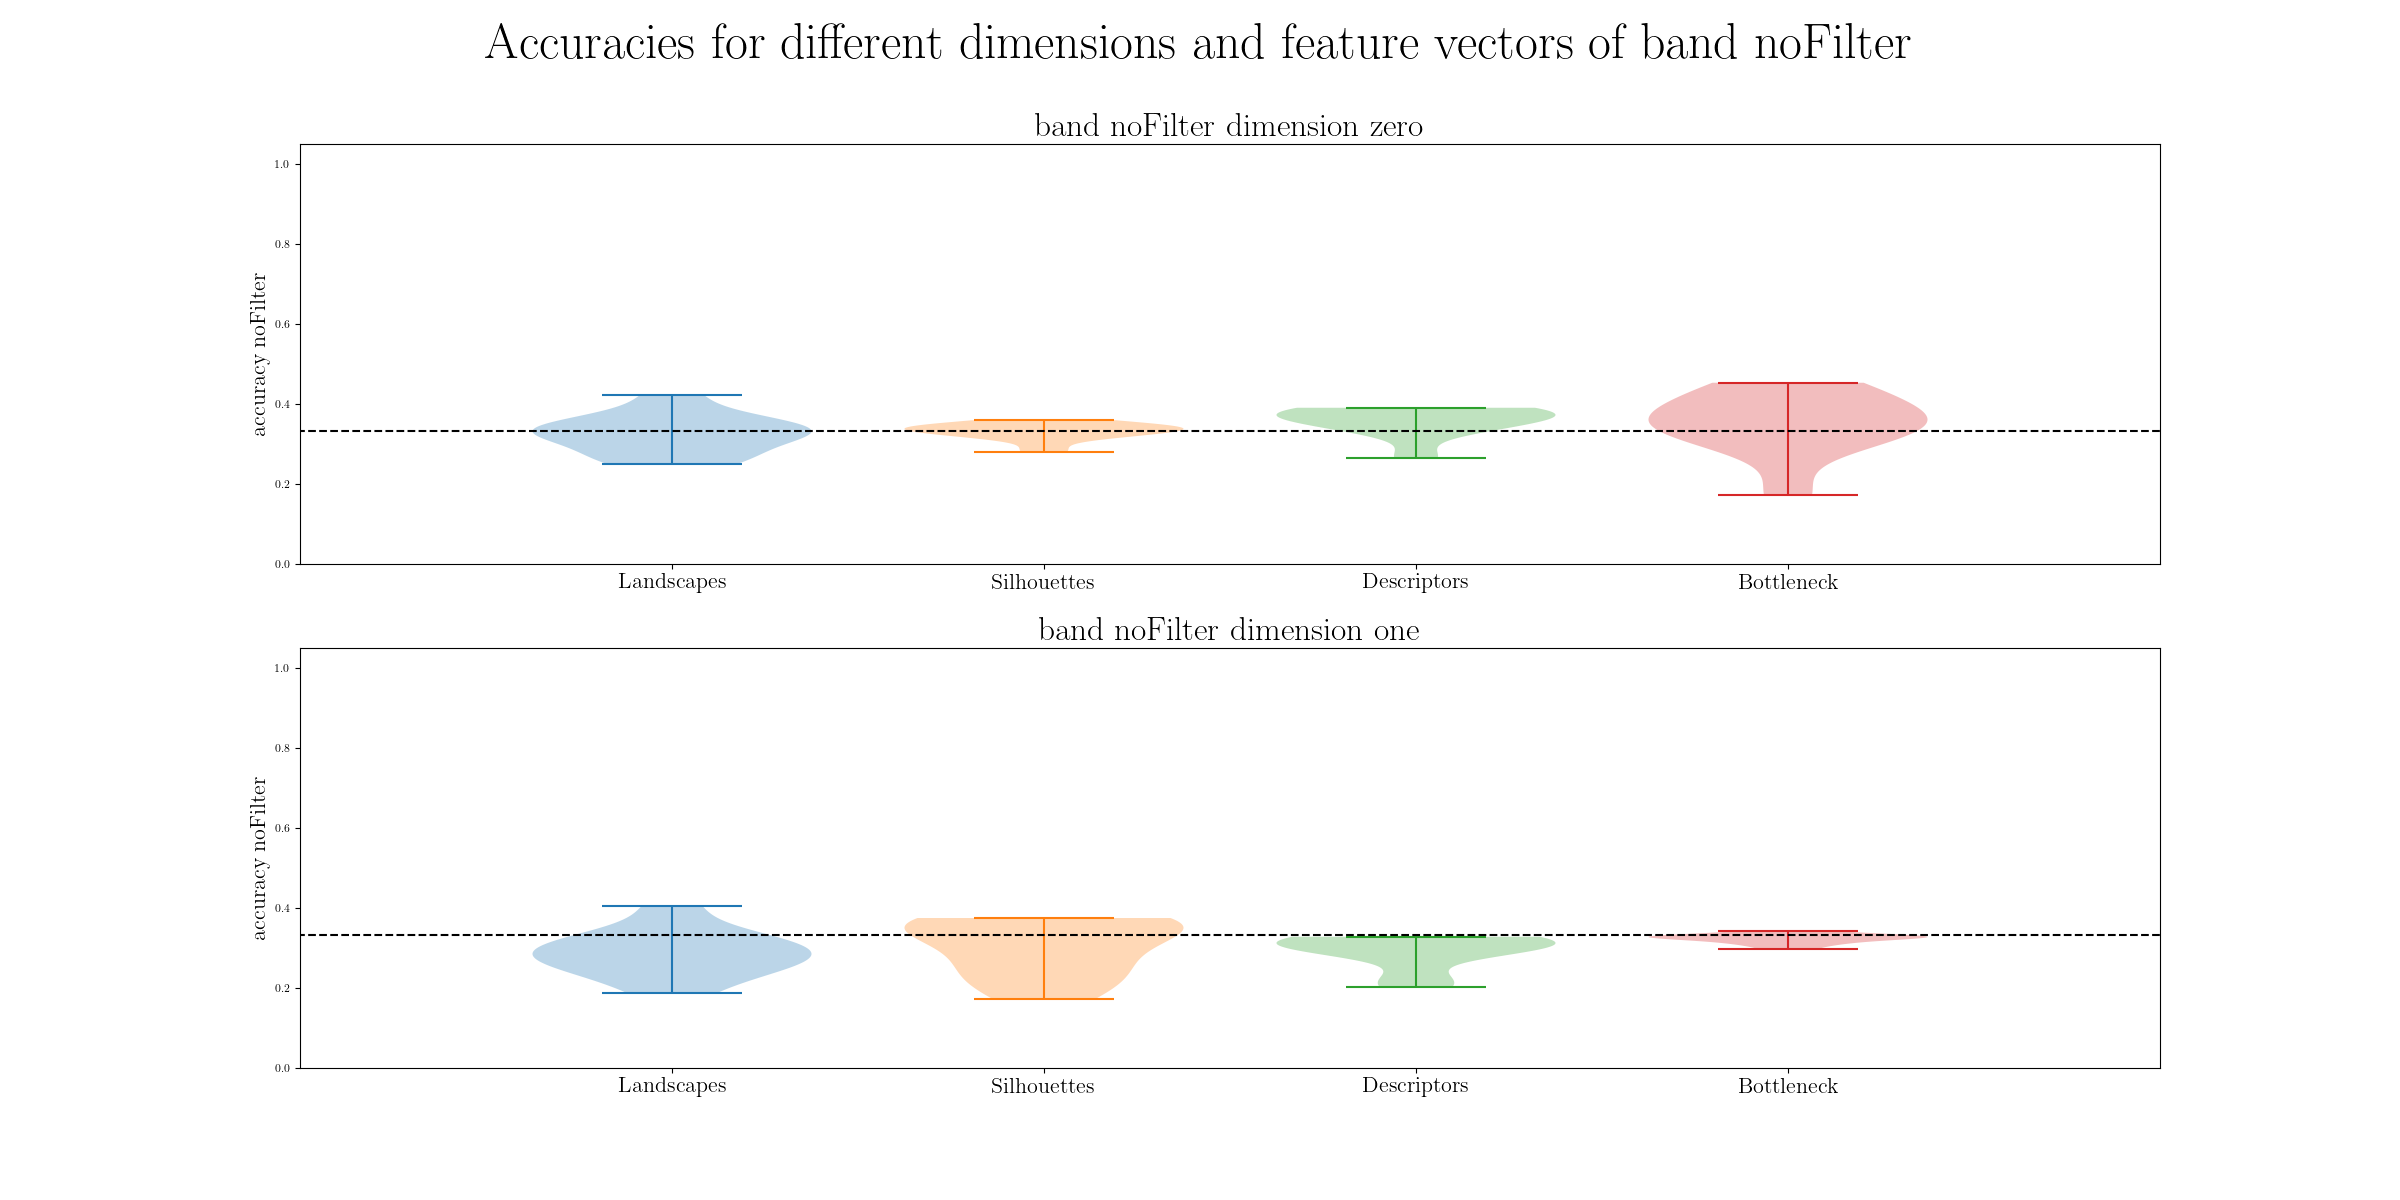 Accuracies for different dimensions and feature vectors of band noFilter
band noFilter dimension zero
accuracy noFilter
1.0
0.8
0.6
0.4
0.2
0.0
Landscapes Silhouettes Descriptors Bottleneck
band noFilter dimension one
accuracy noFilter
1.0
0.8
0.6
0.4
0.2
0.0
Landscapes Silhouettes Descriptors Bottleneck